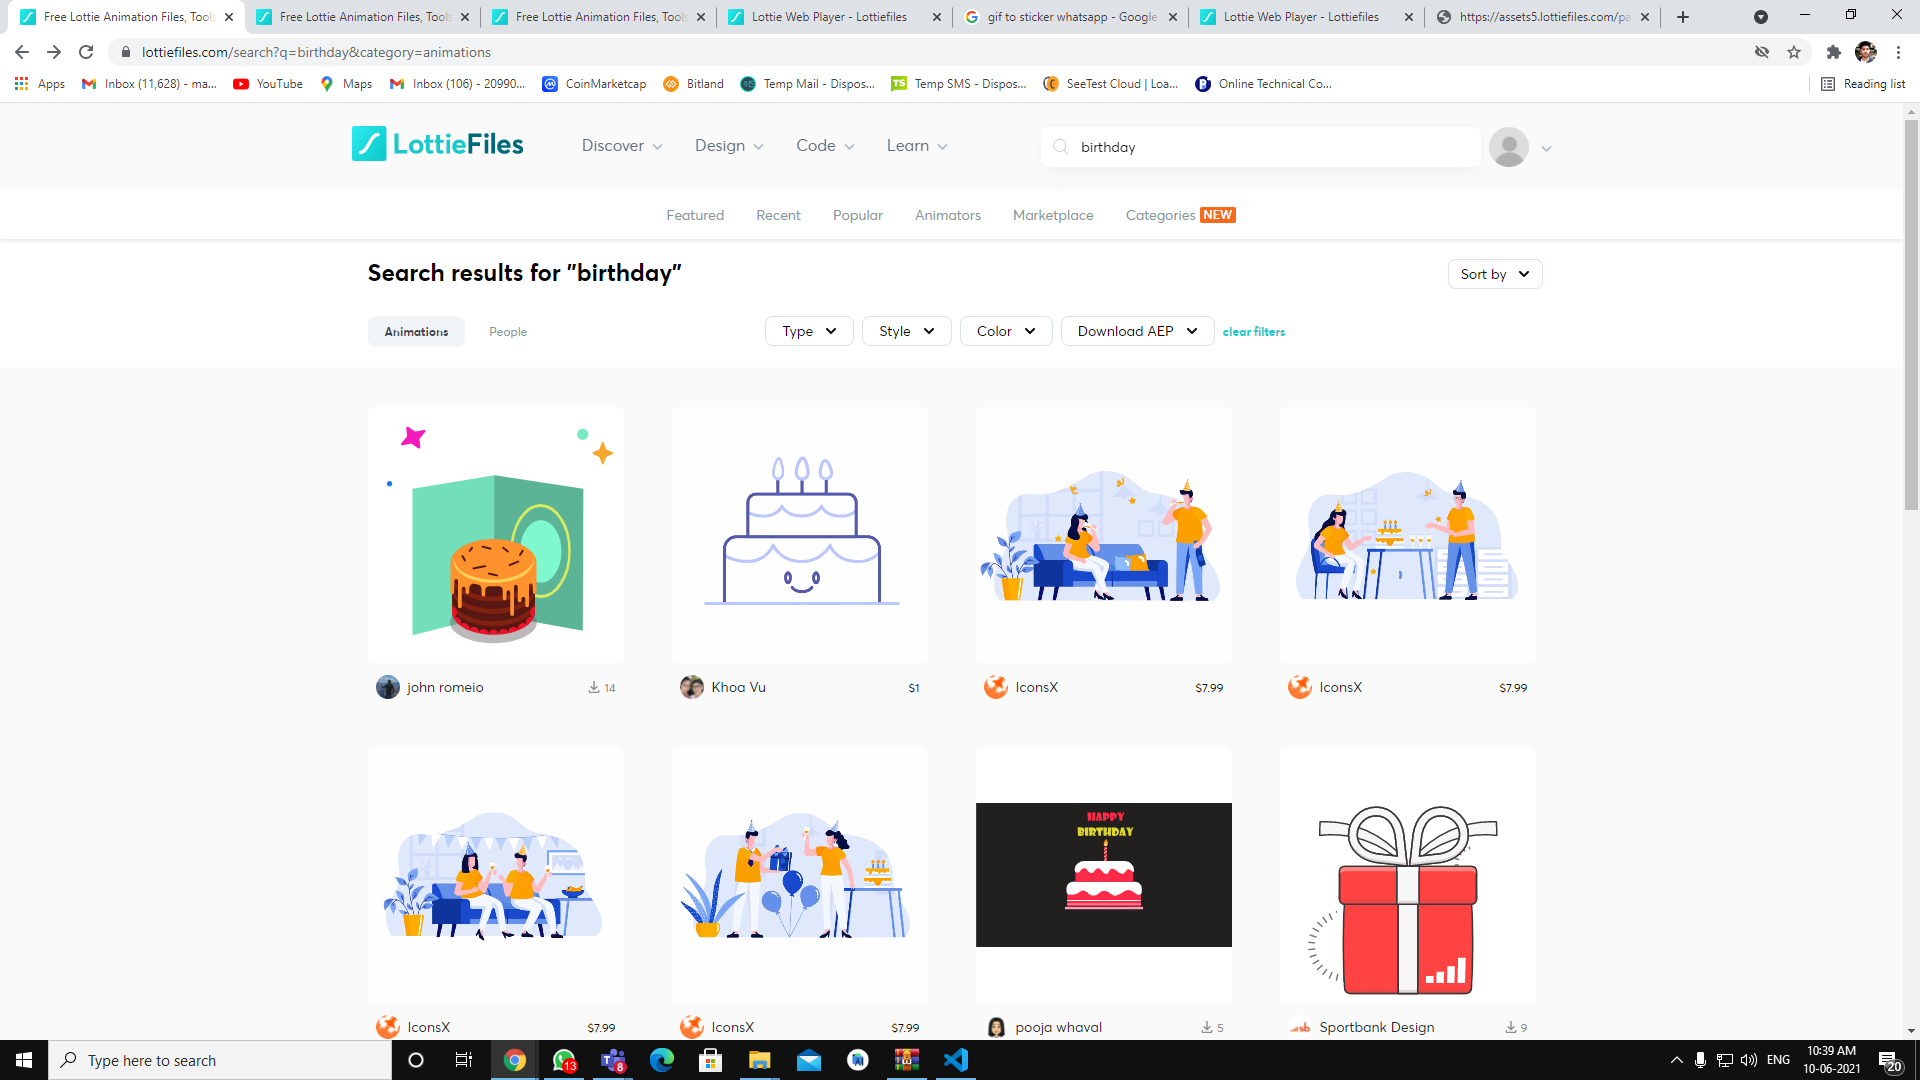 Free Lottie Animation Files, Tools
Free Lottie Animation Files, Tools
Free Lottie Animation Files, Tools
Lottie Web Player - Lottiefiles
gif to sticker whatsapp - Google
Lottie Web Player - Lottiefiles
https://assets5.lottiefiles.com/pa
lottiefiles.com/search?q=birthday&category=animations
Apps
Inbox (11,628) - ma...
YouTube
Maps
Inbox (106) - 20990...
CoinMarketcap
Bitland
Temp Mail - Dispos...
TS
Temp SMS - Dispos...
SeeTest Cloud | Loa...
Online Technical Co...
Reading list
LottieFiles
Discover
Design
Code
Learn
birthday
Featured
Recent
Popular
Animators
Marketplace
Categories NEW
Search results for "birthday"
Sort by
Animations
People
Type
Style
Color
Download AEP
clear filters
john romeio
14
Khoa Vu
$1
IconsX
$7.99
IconsX
$7.99
HAPPY
BIRTHDAY
IconsX
$7.99
IconsX
$7.99
pooja whaval
5
Sportbank Design
9
Type here to search
13
8
ENG
10:39 AM
10-06-2021
20